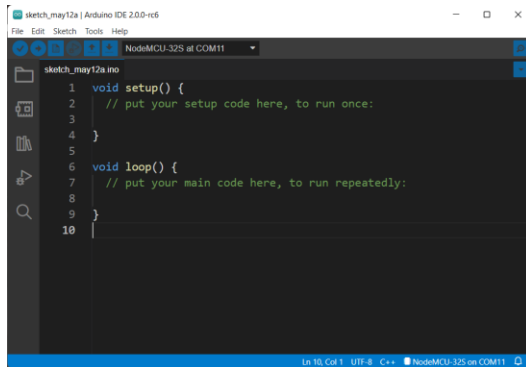 sketch_may12a | Arduino IDE 2.0.0-rc6
File Edit Sketch Tools Help
NodeMCU-32S at COM11
sketch_may12a.ino
1 void setup() {
2 // put your setup code here, to run once:
3
4 }
5
6 void loop() {
7 // put your main code here, to run repeatedly:
8
9 }
10
Ln 10, Col 1 UTF-8 C++ NodeMCU-32S on COM11